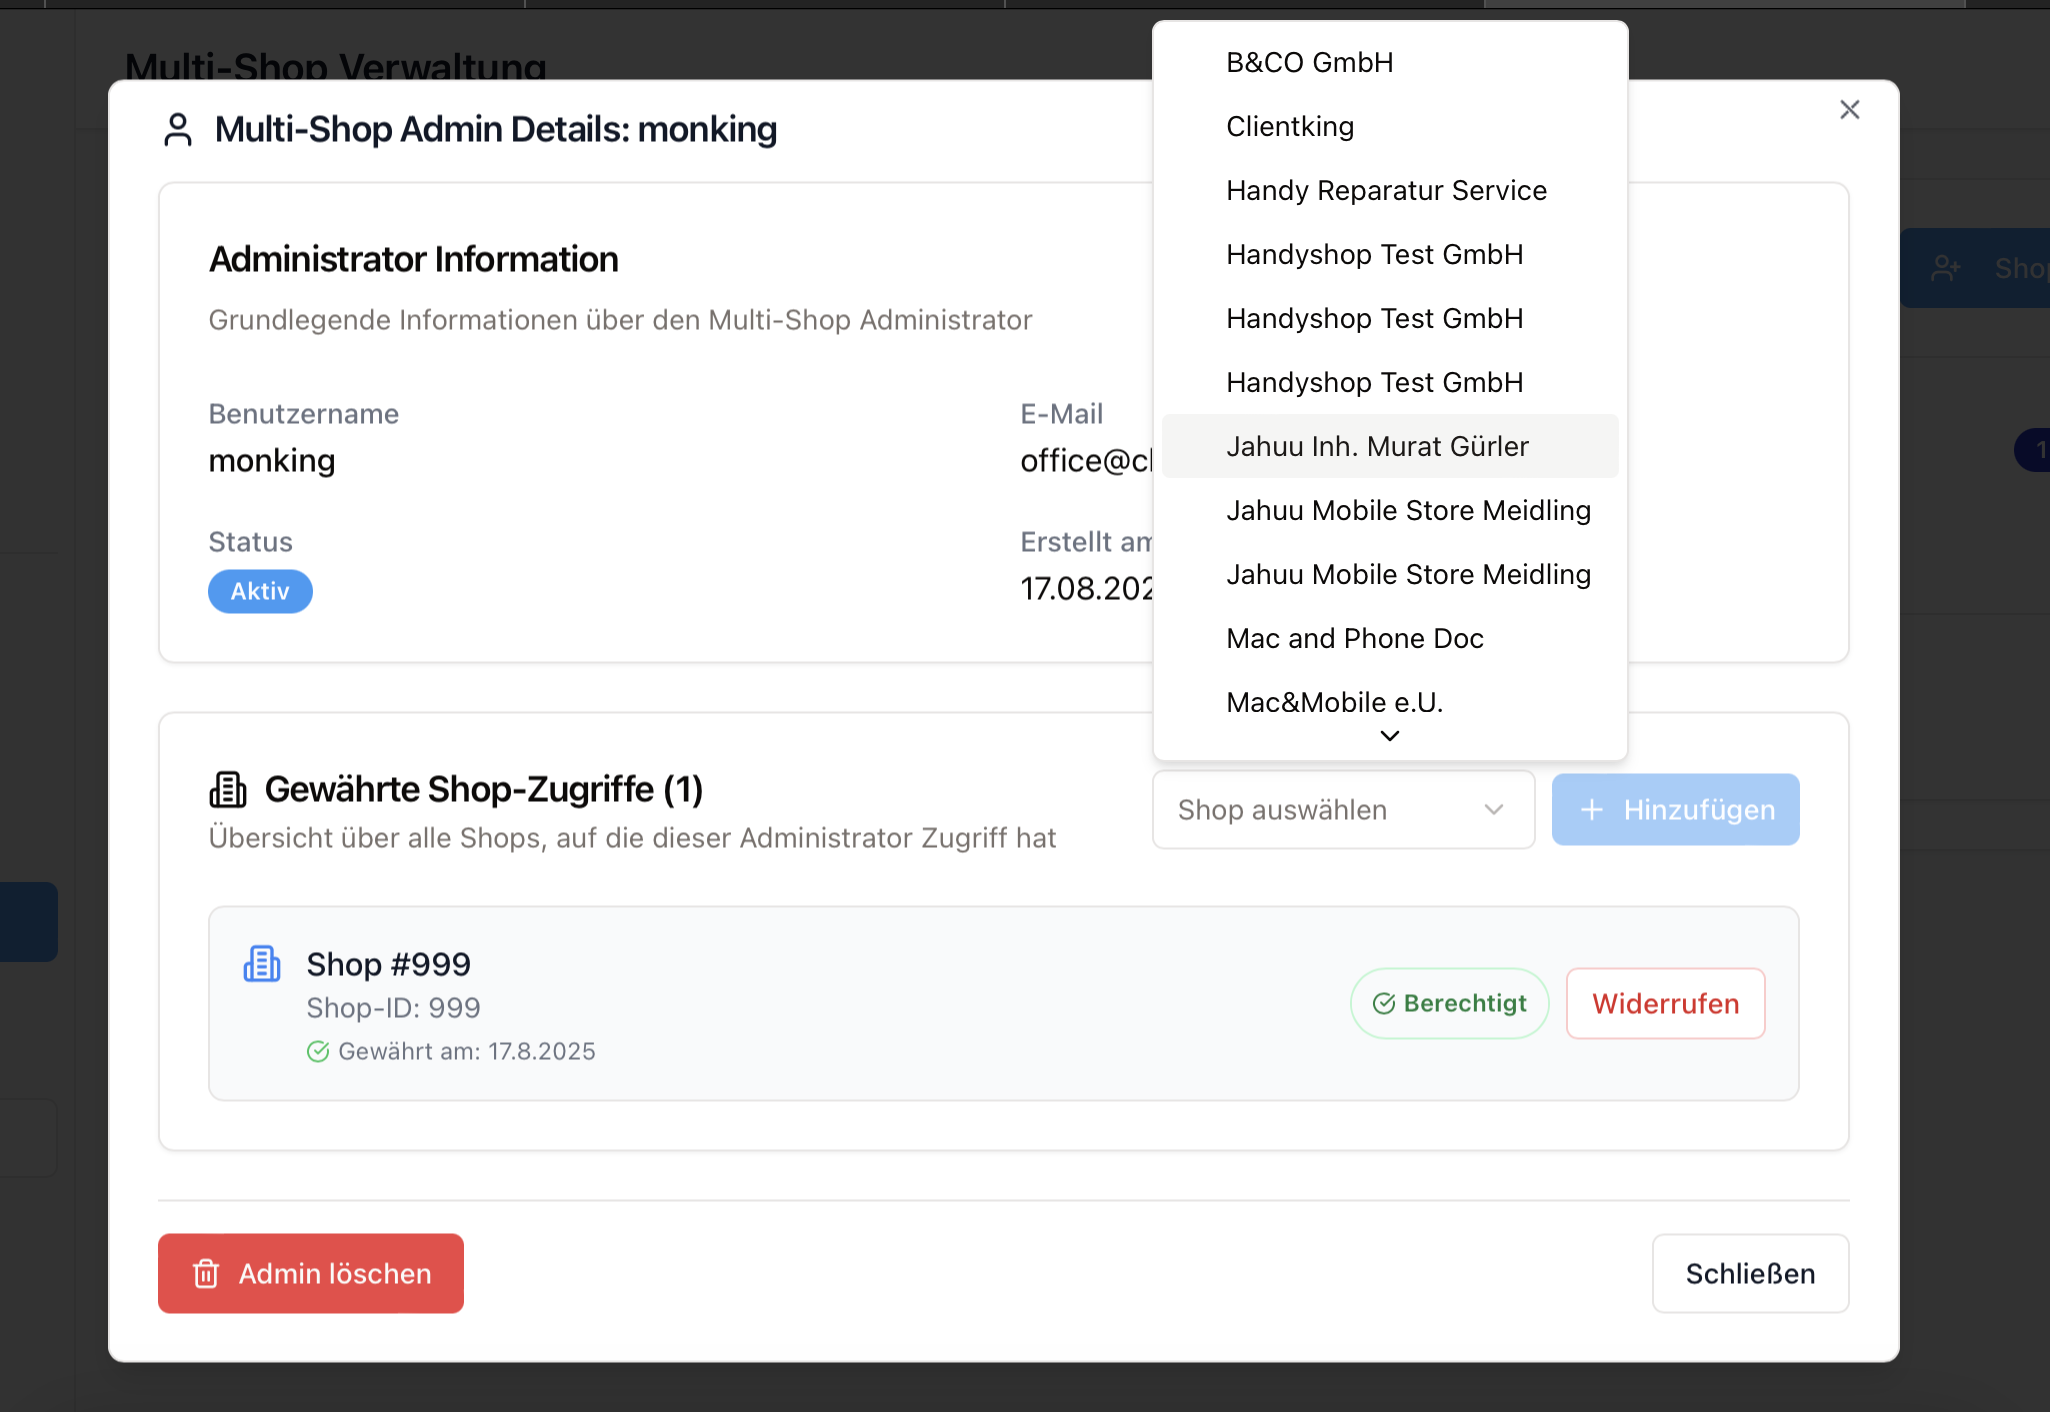 Multi-Shop Verwaltung
Multi-Shop Admin Details: monking
Administrator Information
Grundlegende Informationen über den Multi-Shop Administrator
Benutzername
monking
E-Mail
office@cl
Status
Aktiv
Erstellt am
17.08.202
B&CO GmbH
Clientking
Handy Reparatur Service
Handyshop Test GmbH
Handyshop Test GmbH
Handyshop Test GmbH
Jahuu Inh. Murat Gürler
Jahuu Mobile Store Meidling
Jahuu Mobile Store Meidling
Mac and Phone Doc
Mac&Mobile e.U.
Gewährte Shop-Zugriffe (1)
Übersicht über alle Shops, auf die dieser Administrator Zugriff hat
Shop auswählen
Hinzufügen
Shop #999
Shop-ID: 999
Gewährt am: 17.8.2025
Berechtigt
Widerrufen
Admin löschen
Schließen
Shop
1